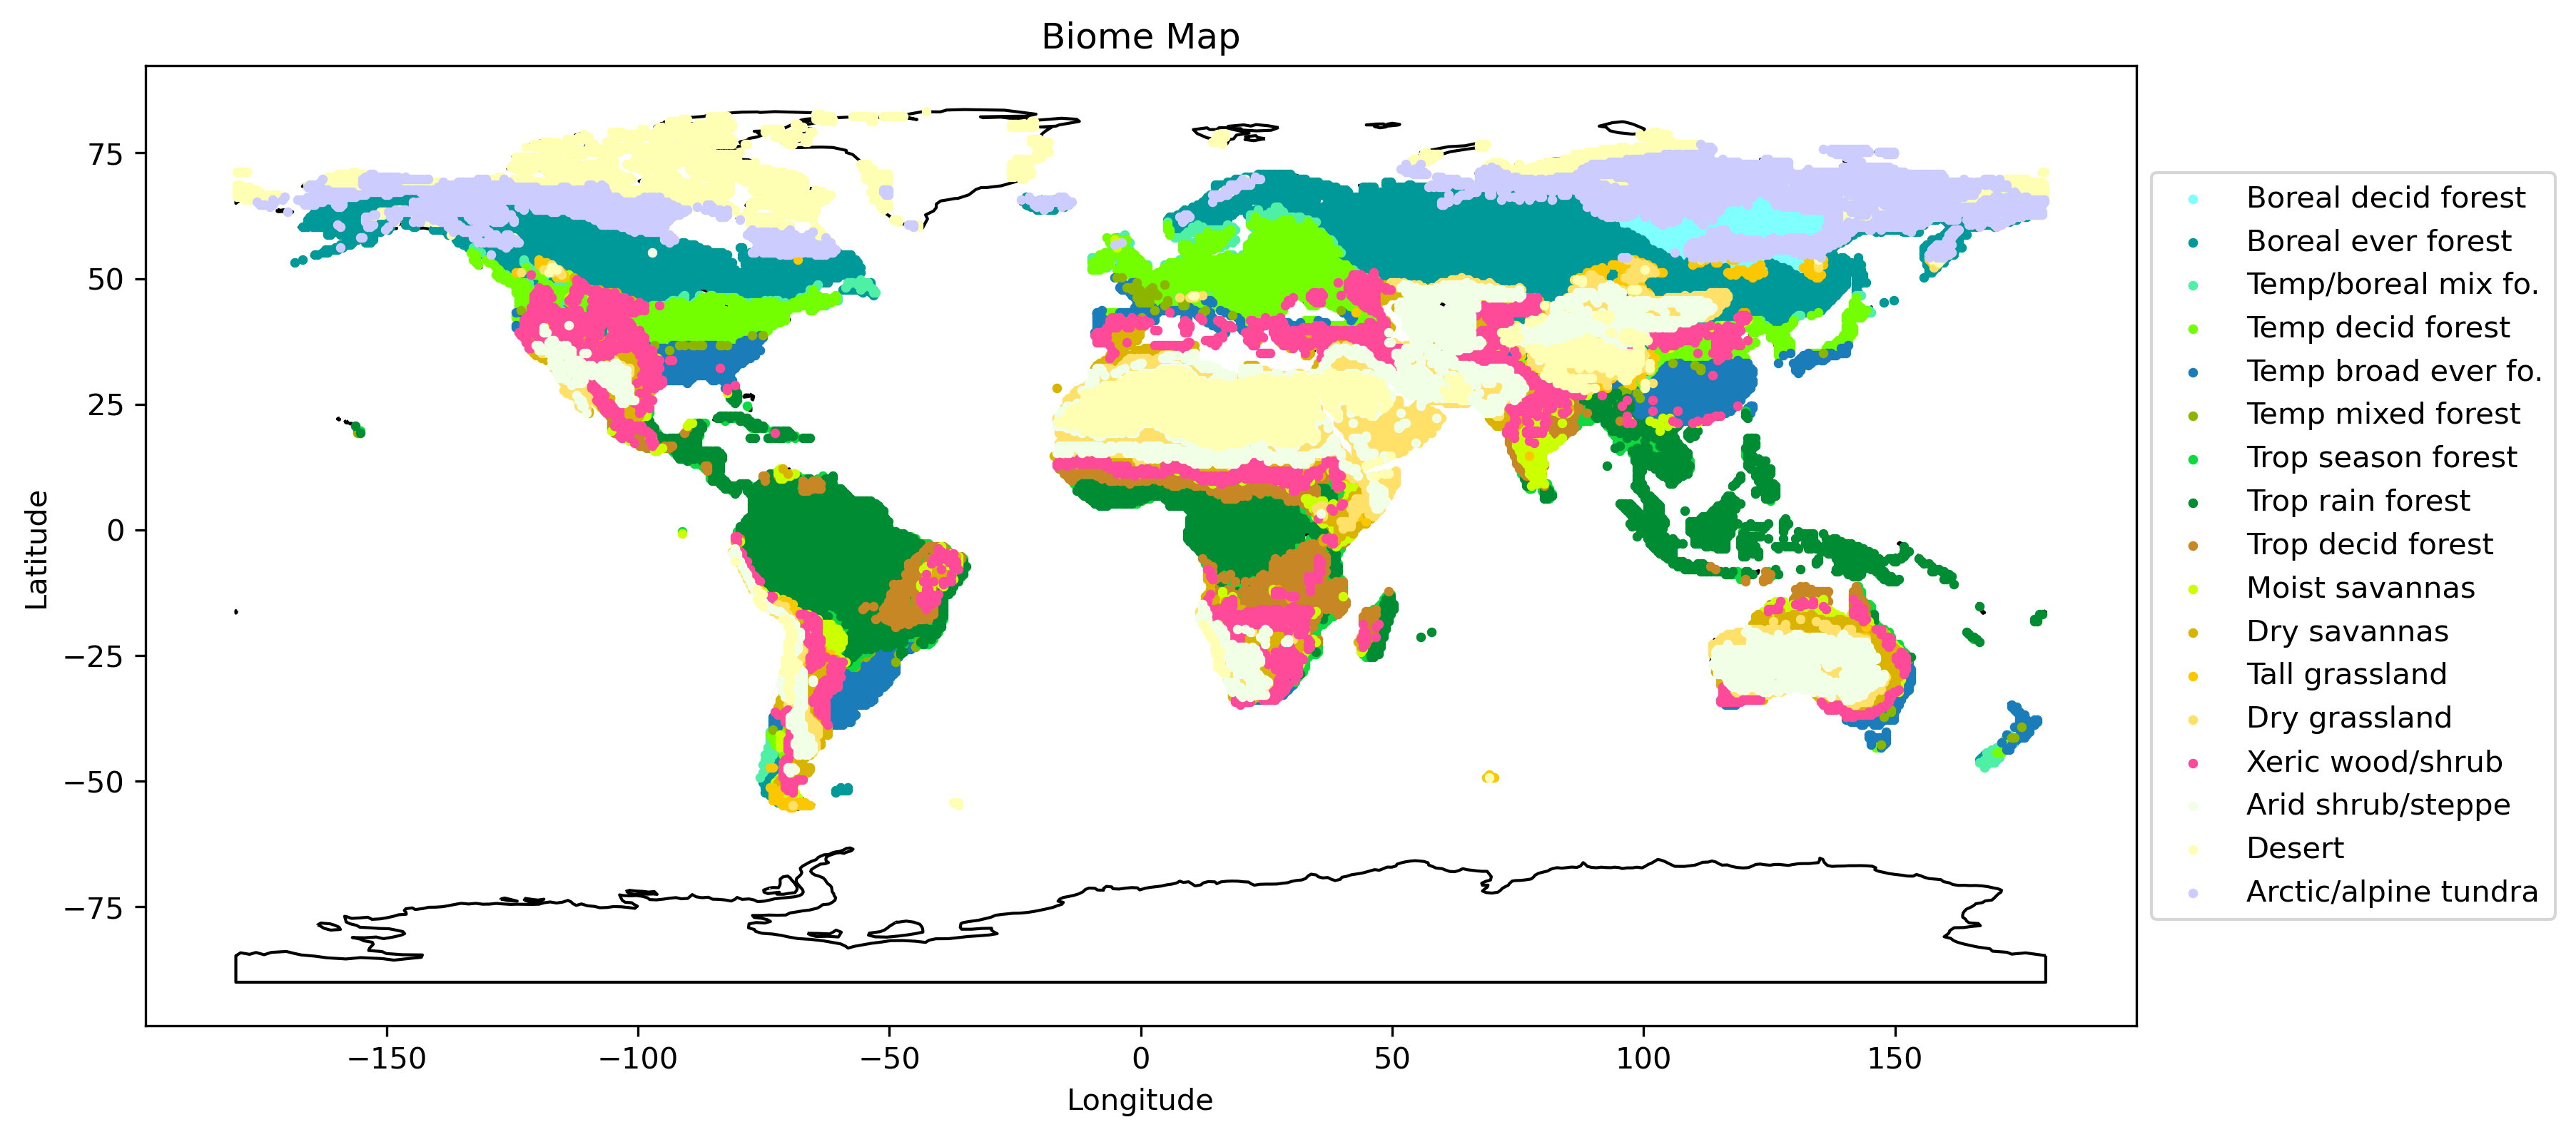 Biome Map
75
50
25
0
−25
−50
−75
Latitude
−150
−100
−50
0
50
100
150
Longitude
Boreal decid forest
Boreal ever forest
Temp/boreal mix fo.
Temp decid forest
Temp broad ever fo.
Temp mixed forest
Trop season forest
Trop rain forest
Trop decid forest
Moist savannas
Dry savannas
Tall grassland
Dry grassland
Xeric wood/shrub
Arid shrub/steppe
Desert
Arctic/alpine tundra